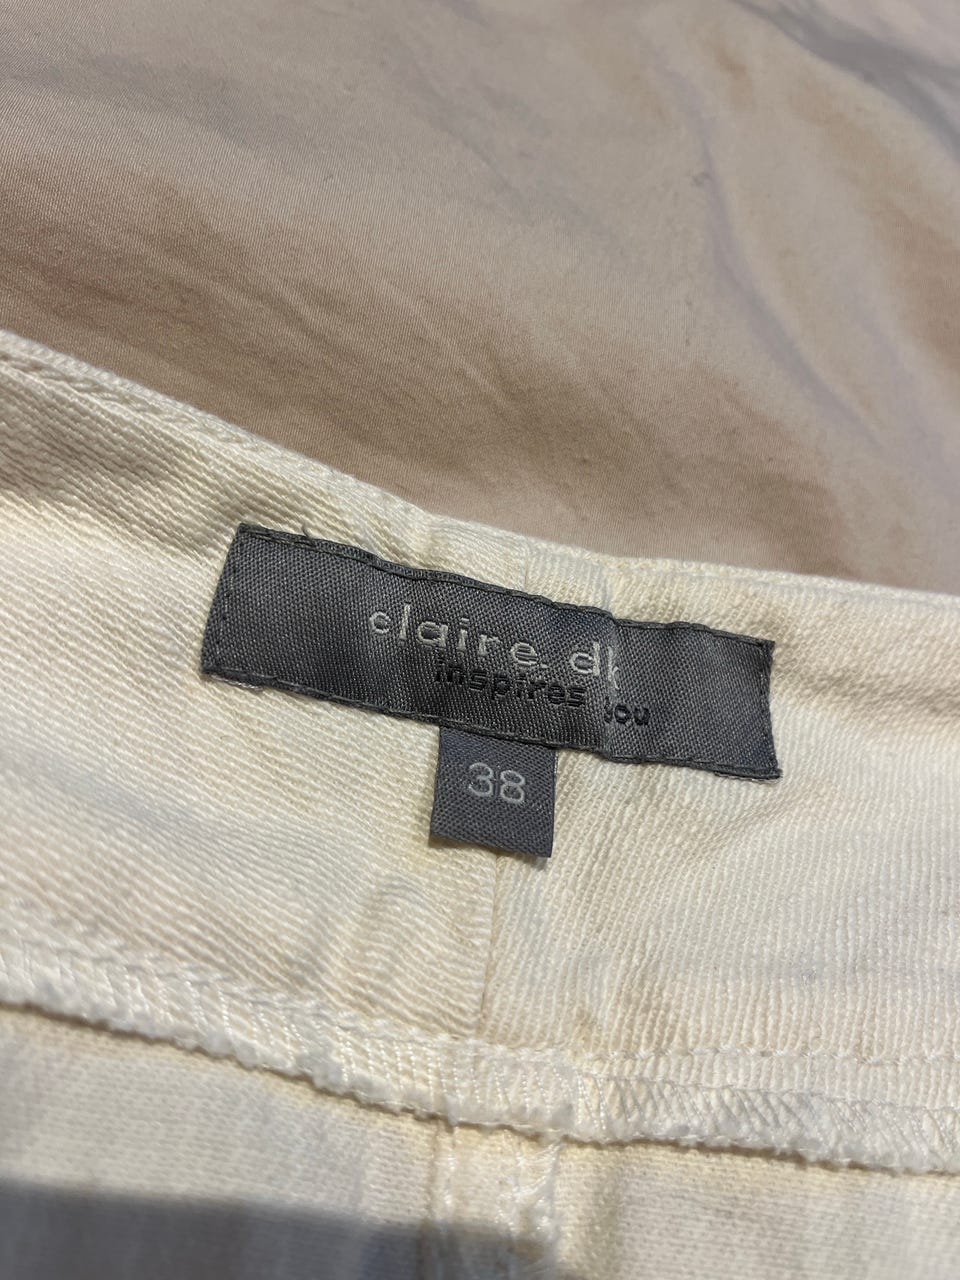 claire. dk
inspires you
38